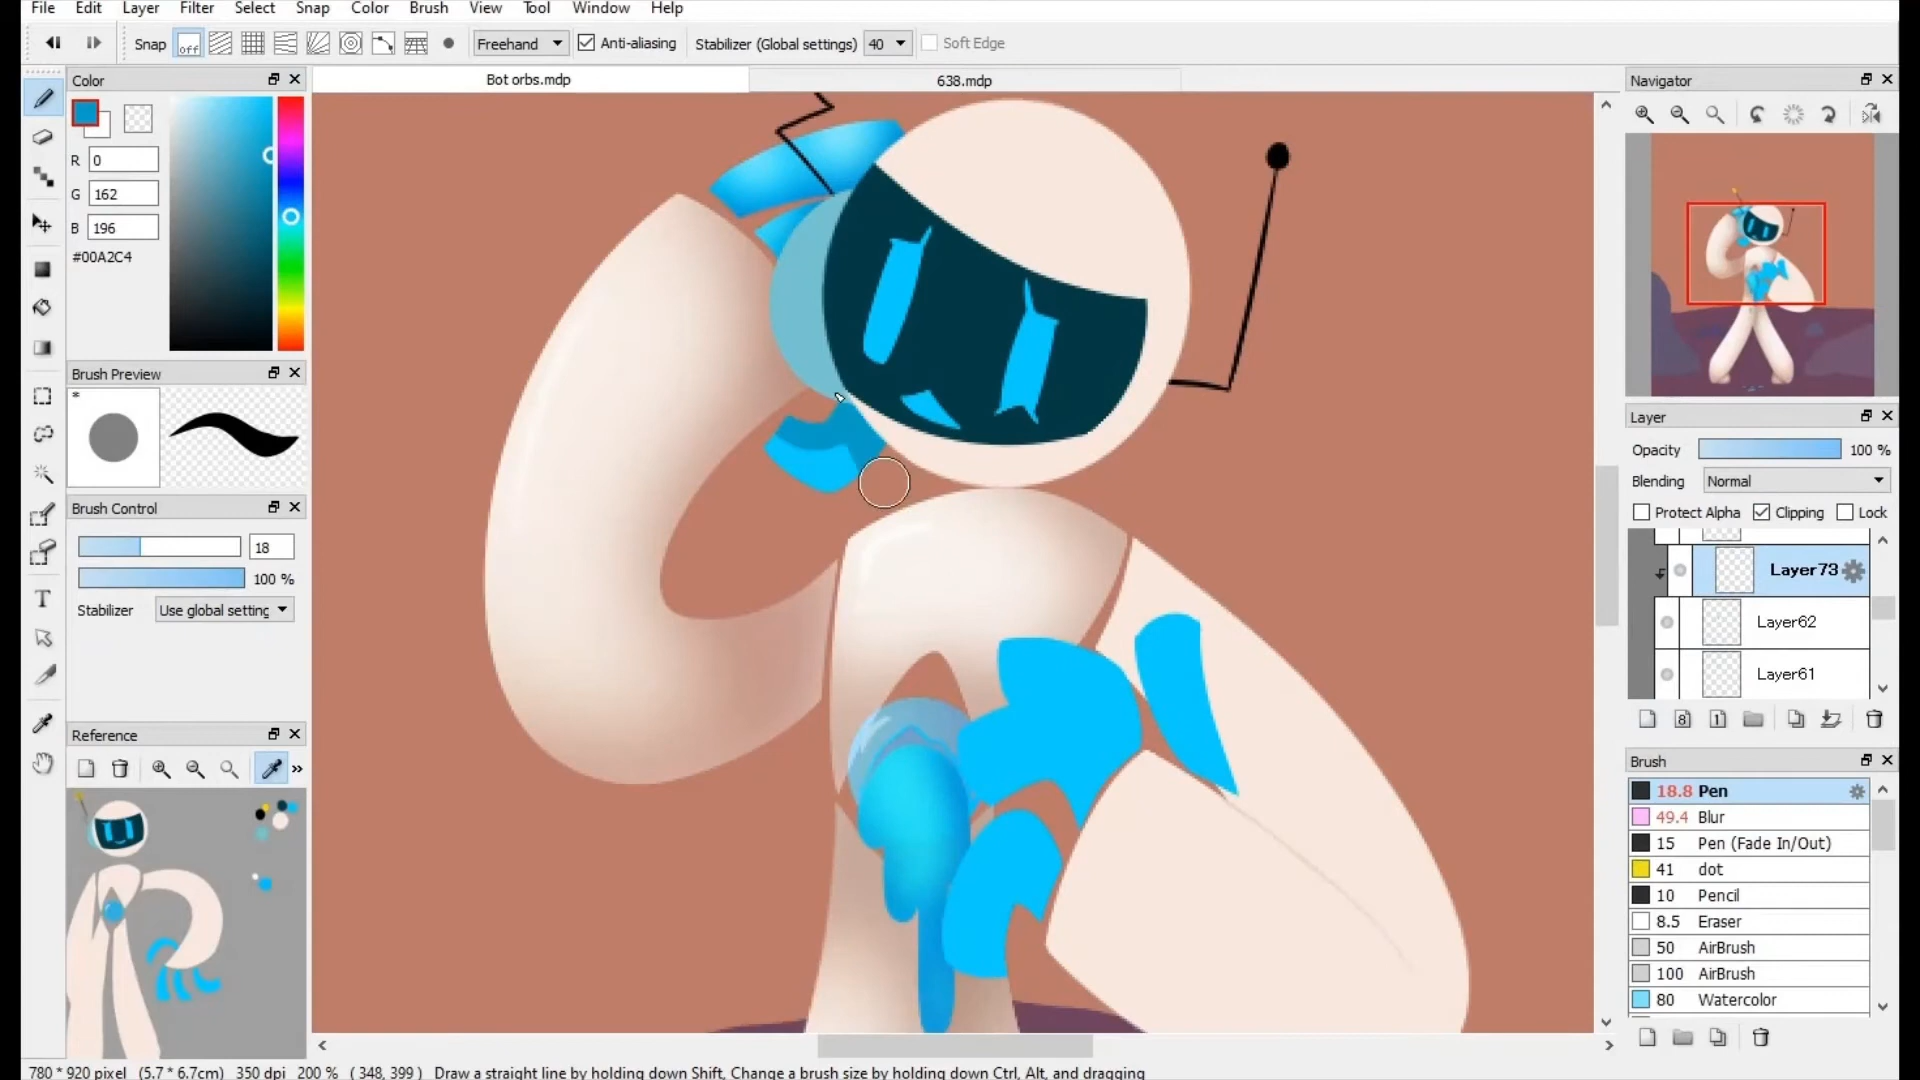 File Edit Layer Filter Select Snap Color Brush View Tool Window Help
Snap off Freehand Anti-aliasing Stabilizer (Global settings) 40 Soft Edge
Color
Bot orbs.mdp
638.mdp
Navigator
R 0
G 162
B 196
#00A2C4
Brush Preview
*
Brush Control
18
100 %
Stabilizer Use global setting
Reference
Layer
Opacity 100 %
Blending Normal
Protect Alpha Clipping Lock
Layer73
Layer62
Layer61
Brush
18.8 Pen
49.4 Blur
15 Pen (Fade In/Out)
41 dot
10 Pencil
8.5 Eraser
50 AirBrush
100 AirBrush
80 Watercolor
780 * 920 pixel (5.7 * 6.7cm) 350 dpi 200 % ( 348, 399 ) Draw a straight line by holding down Shift, Change a brush size by holding down Ctrl, Alt, and dragging